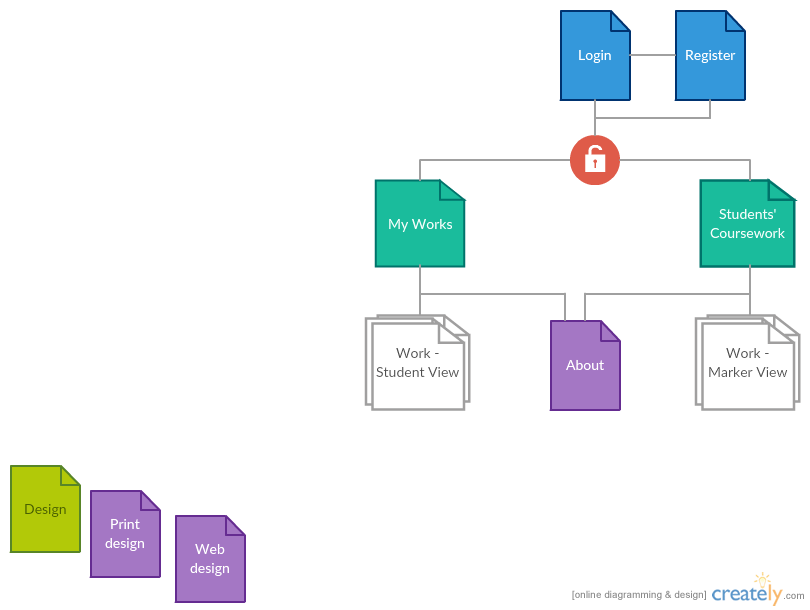 Login
Register
My Works
Students'
Coursework
Work -
Student View
About
Work -
Marker View
Design
Print
design
Web
design
[online diagramming & design] creately.com